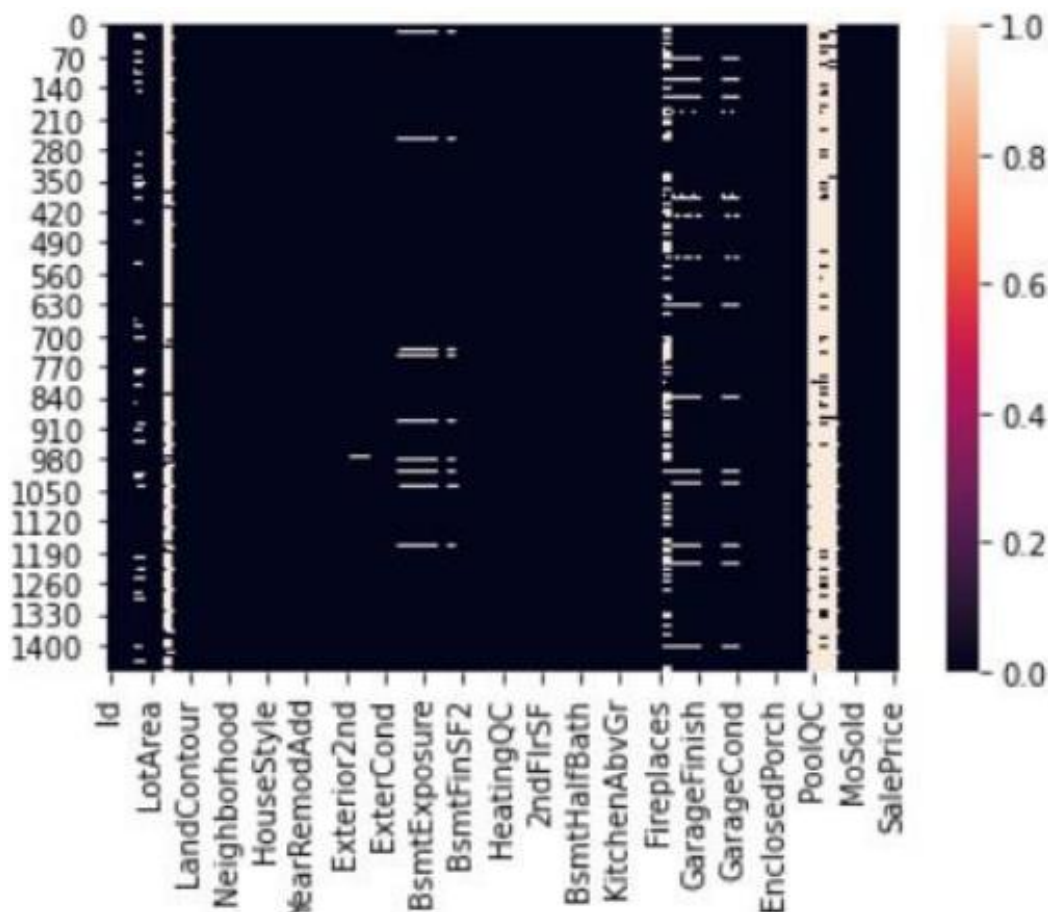 0
70
140
210
280
350
420
490
560
630
700
770
840
910
980
1050
1120
1190
1260
1330
1400
1.0
0.8
0.6
0.4
0.2
0.0
Id
LotArea
LandContour
Neighborhood
HouseStyle
YearRemodAdd
Exterior2nd
ExterCond
BsmtExposure
BsmtFinSF2
HeatingQC
2ndFlrSF
BsmtHalfBath
KitchenAbvGr
Fireplaces
GarageFinish
GarageCond
EnclosedPorch
PoolQC
MoSold
SalePrice